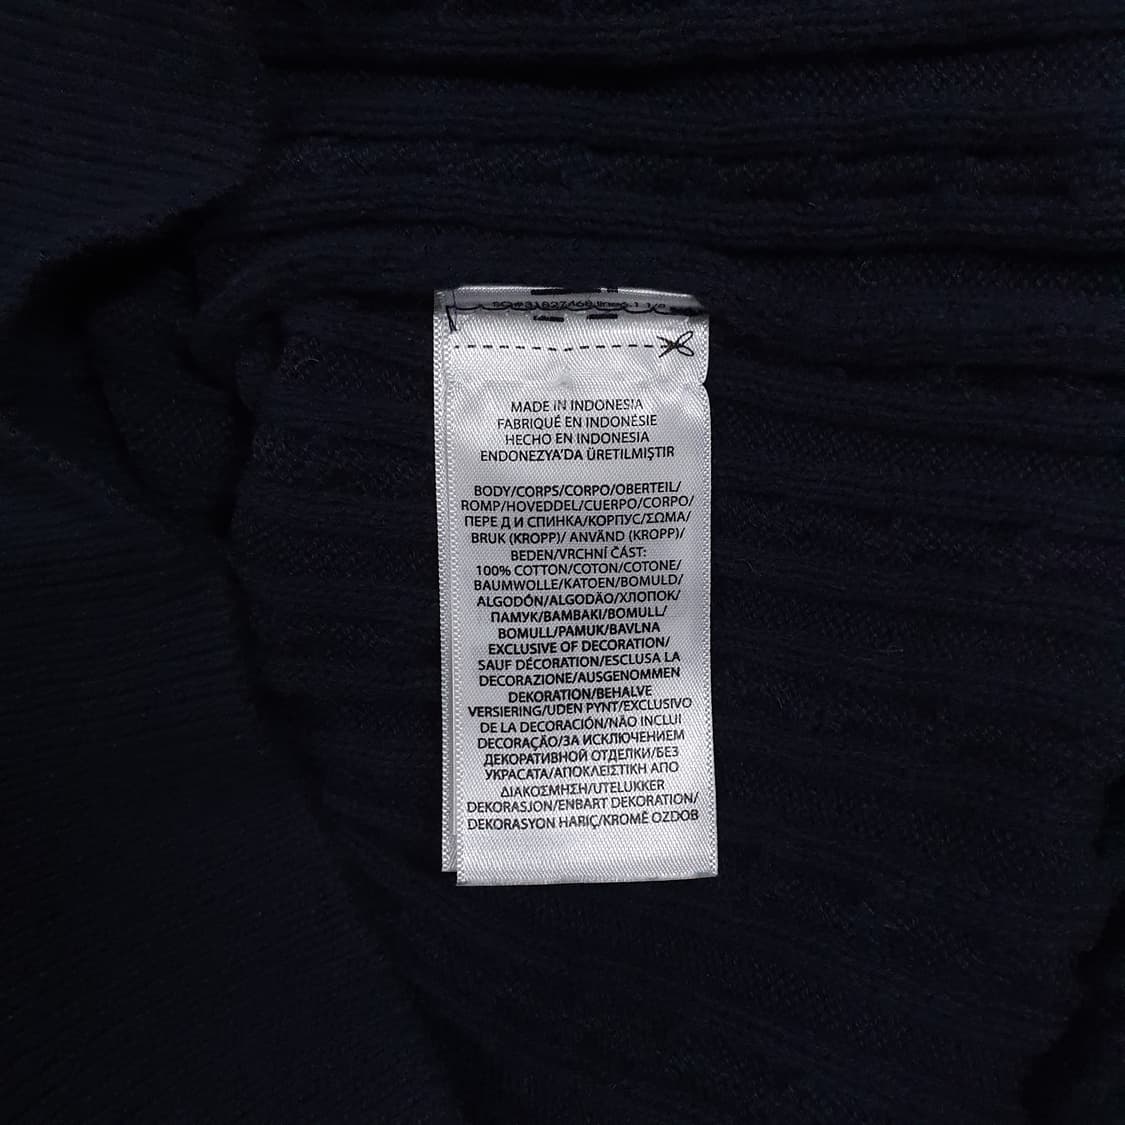 MADE IN INDONESIA
FABRIQUÉ EN INDONÉSIE
HECHO EN INDONESIA
ENDONEZYA'DA ÜRETILMIŞTIR
BODY/CORPS/CORPO/OBERTEIL/
ROMP/HOVEDDEL/CUERPO/CORPO/
ПЕРЕ Д И СПИНКА/КОРПУС/ΣΩΜΑ/
BRUK (KROPP)/ ANVÄND (KROPP)/
BEDEN/VRCHNÍ ČÁST:
100% COTTON/COTON/COTONE/
BAUMWOLLE/KATOEN/BOMULD/
ALGODÓN/ALGODÃO/ХЛОПОК/
ПАМУК/ΒΑΜΒΑΚΙ/BOMULL/
BOMULL/PAMUK/BAVLNA
EXCLUSIVE OF DECORATION/
SAUF DÉCORATION/ESCLUSA LA
DECORAZIONE/AUSGENOMMEN
DEKORATION/BEHALVE
VERSIERING/UDEN PYNT/EXCLUSIVO
DE LA DECORACIÓN/NÃO INCLUI
DECORAÇÃO/ЗА ИСКЛЮЧЕНИЕМ
ДЕКОРАТИВНОЙ ОТДЕЛКИ/БЕЗ
УКРАСАТА/ΑΠΟΚΛΕΙΣΤΙΚΗ ΑΠΟ
ΔΙΑΚΟΣΜΗΣΗ/UTELUKKER
DEKORASJON/ENBART DEKORATION/
DEKORASYON HARIÇ/KROMĚ OZDOB